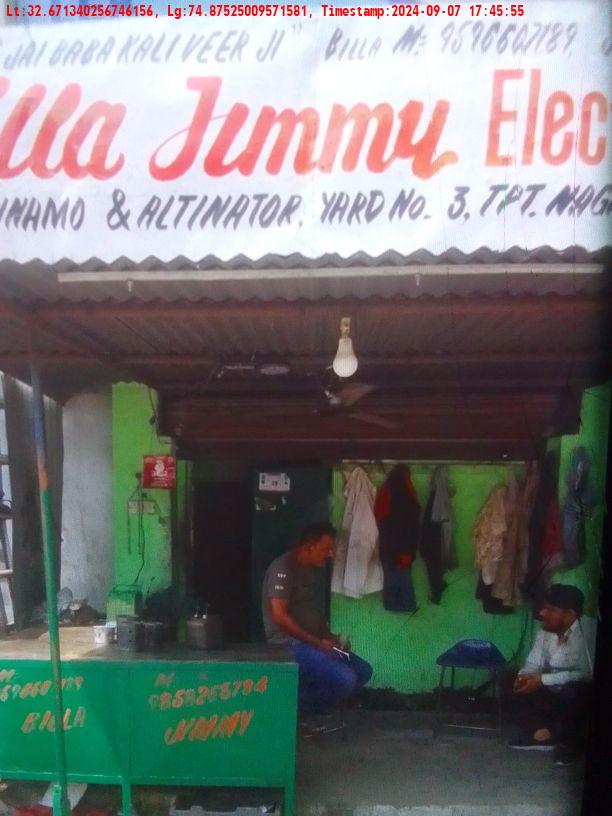 Lt:32.671340256746156, Lg:74.87525009571581, Timestamp:2024-09-07 17:45:55
"JAI BABA KALI VEER JI" BILLA M:- 9596607189
illa Jimmy Elec
INAMO & ALTINATOR, YARD No. 3, TPT. NAG
M. M.
9858265784
BILLA JIMMY